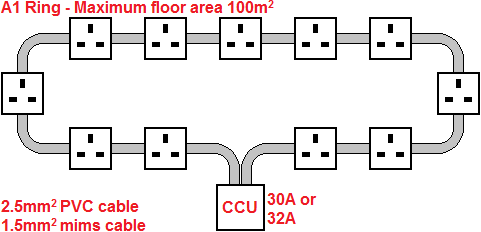 A1 Ring - Maximum floor area 100m²
CCU
30A or
32A
2.5mm² PVC cable
1.5mm² mims cable